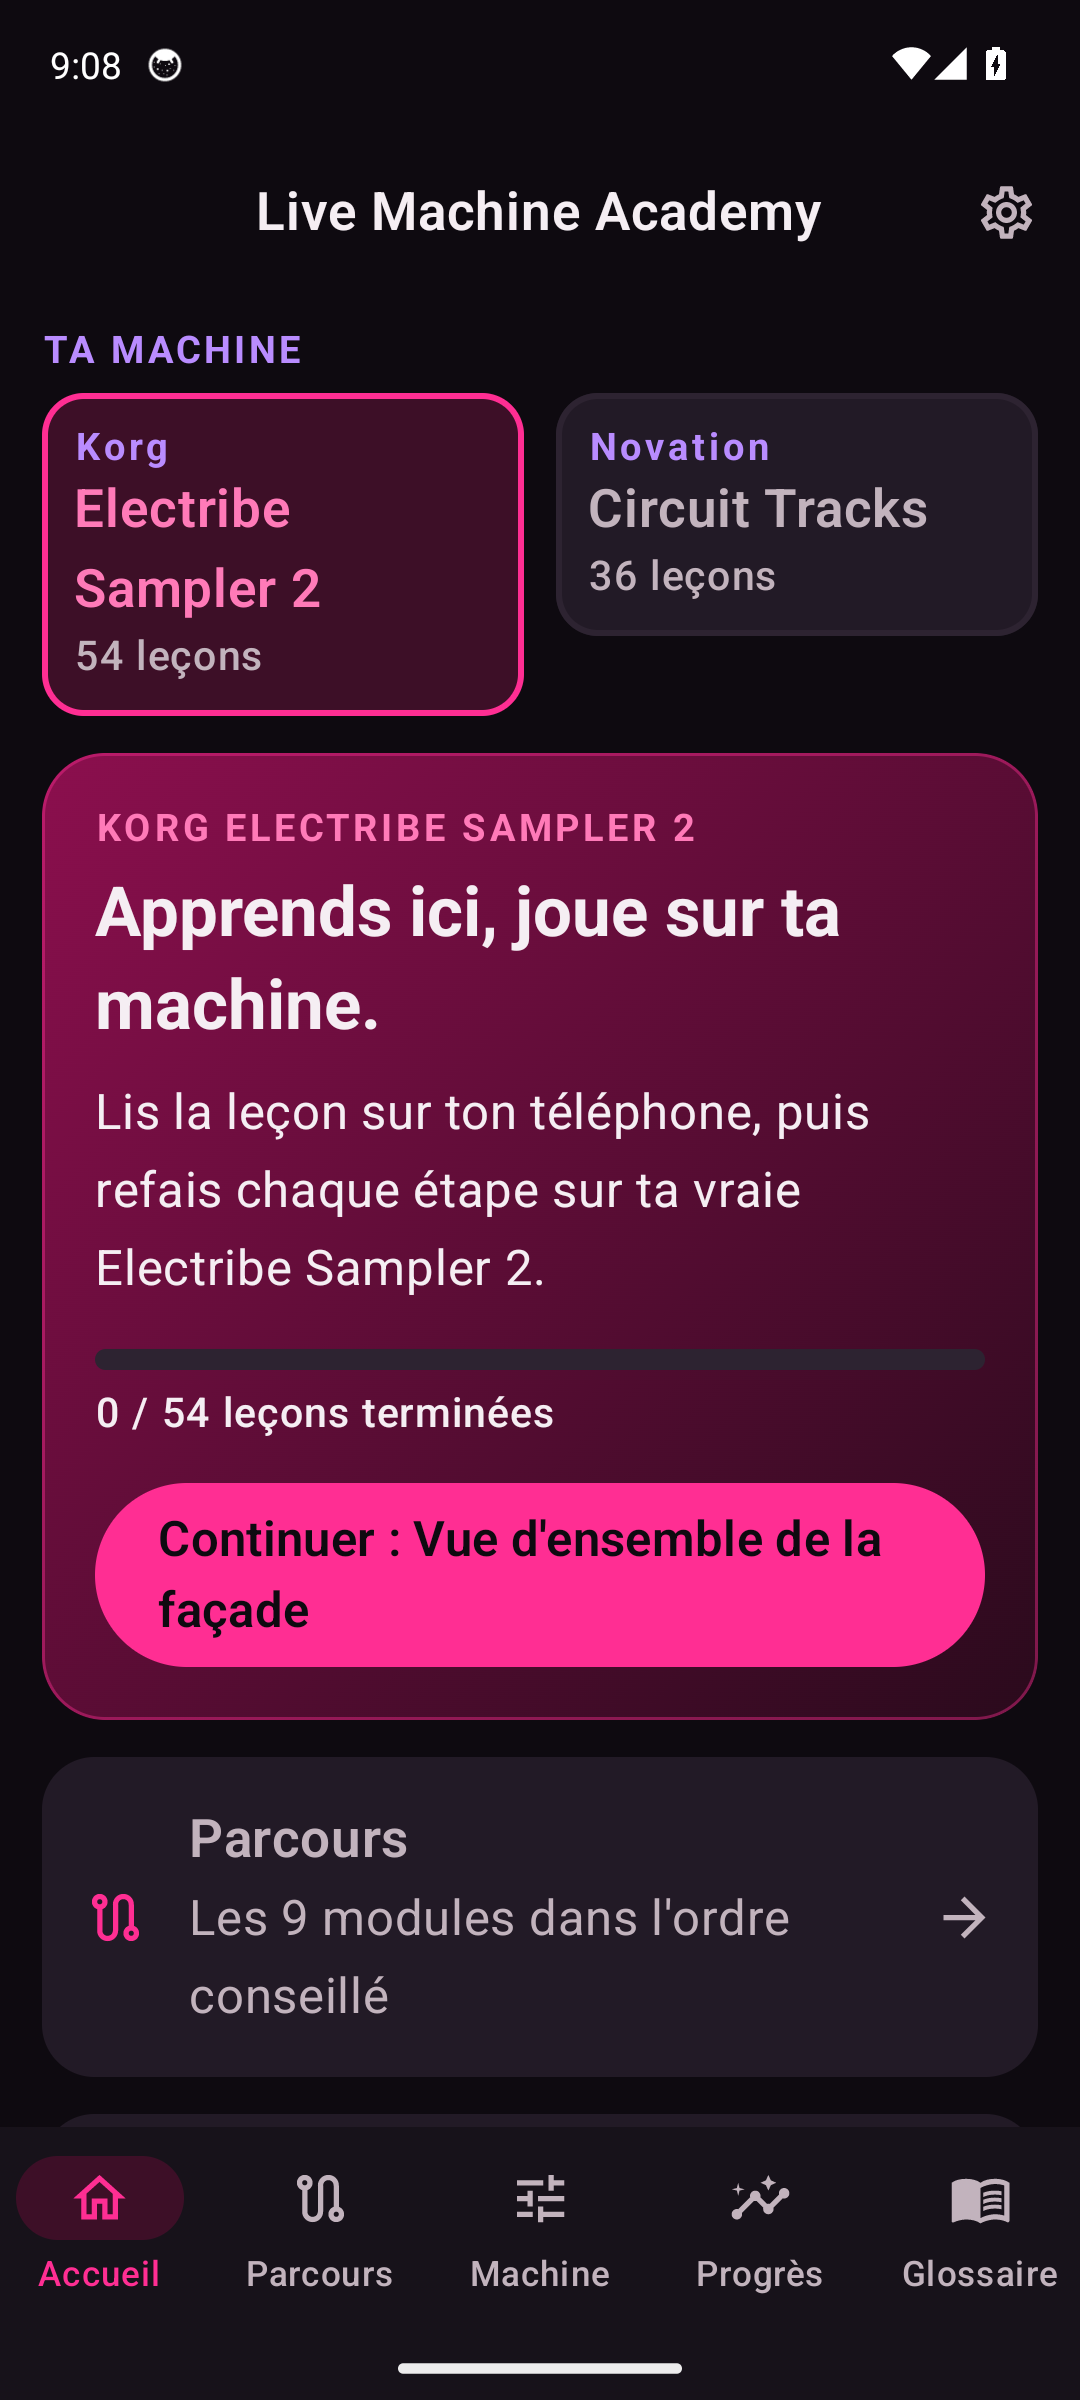 9:08
Live Machine Academy
TA MACHINE
Korg
Electribe
Sampler 2
54 leçons
Novation
Circuit Tracks
36 leçons
KORG ELECTRIBE SAMPLER 2
Apprends ici, joue sur ta
machine.
Lis la leçon sur ton téléphone, puis
refais chaque étape sur ta vraie
Electribe Sampler 2.
0 / 54 leçons terminées
Continuer : Vue d'ensemble de la
façade
Parcours
Les 9 modules dans l'ordre
conseillé
Accueil
Parcours
Machine
Progrès
Glossaire